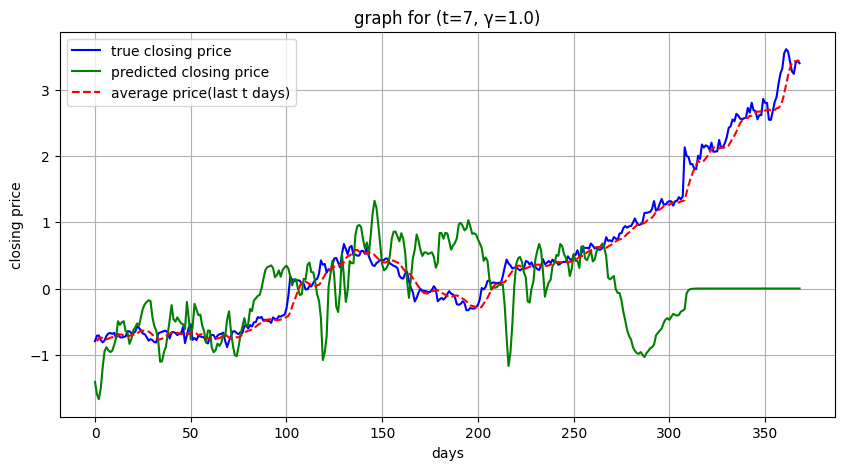 graph for (t=7, γ=1.0)
true closing price
predicted closing price
average price(last t days)
closing price
3
2
1
0
−1
0
50
100
150
200
250
300
350
days